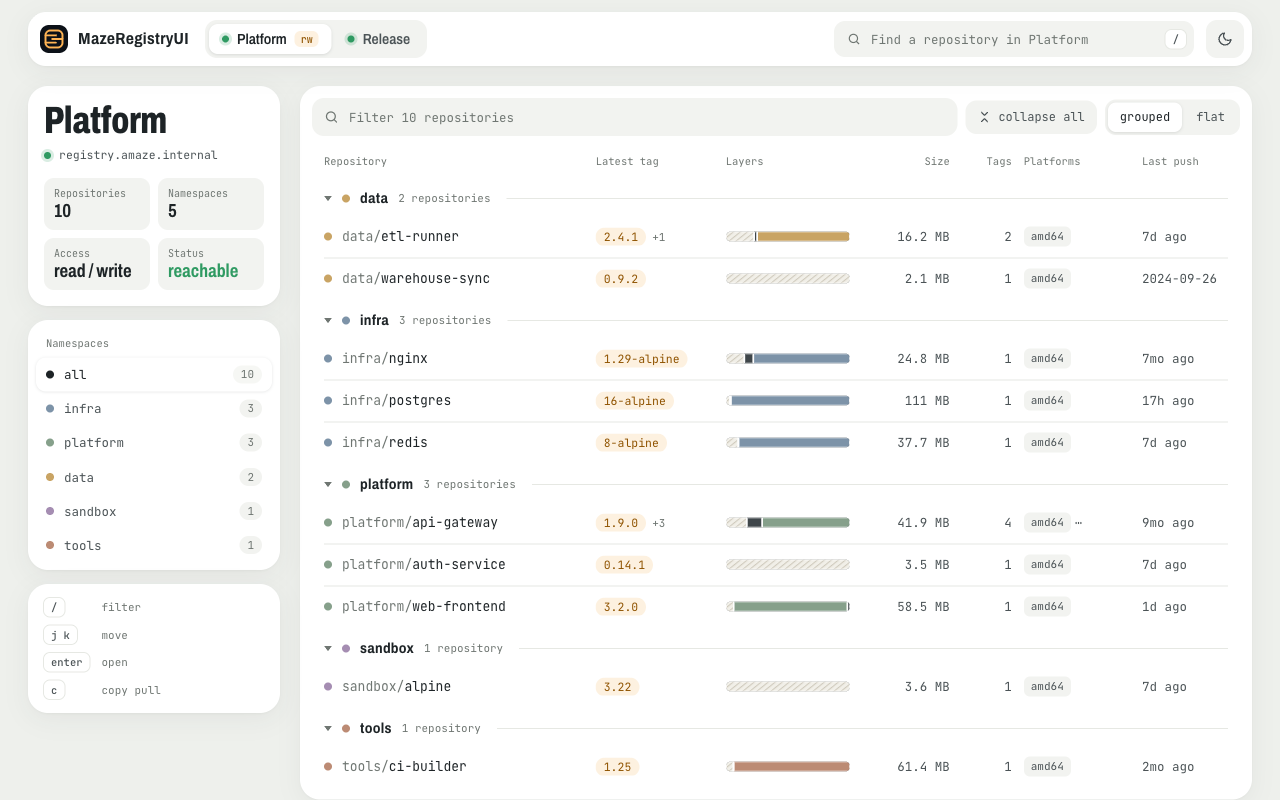 MazeRegistryUI Platform rw Release Find a repository in Platform /
Platform
registry.amaze.internal
Repositories Namespaces
10 5
Access Status
read / write reachable
Namespaces
all 10
infra 3
platform 3
data 2
sandbox 1
tools 1
/ filter
j k move
enter open
c copy pull
Filter 10 repositories collapse all grouped flat
Repository Latest tag Layers Size Tags Platforms Last push
data 2 repositories
data/etl-runner 2.4.1 +1 16.2 MB 2 amd64 7d ago
data/warehouse-sync 0.9.2 2.1 MB 1 amd64 2024-09-26
infra 3 repositories
infra/nginx 1.29-alpine 24.8 MB 1 amd64 7mo ago
infra/postgres 16-alpine 111 MB 1 amd64 17h ago
infra/redis 8-alpine 37.7 MB 1 amd64 7d ago
platform 3 repositories
platform/api-gateway 1.9.0 +3 41.9 MB 4 amd64 … 9mo ago
platform/auth-service 0.14.1 3.5 MB 1 amd64 7d ago
platform/web-frontend 3.2.0 58.5 MB 1 amd64 1d ago
sandbox 1 repository
sandbox/alpine 3.22 3.6 MB 1 amd64 7d ago
tools 1 repository
tools/ci-builder 1.25 61.4 MB 1 amd64 2mo ago